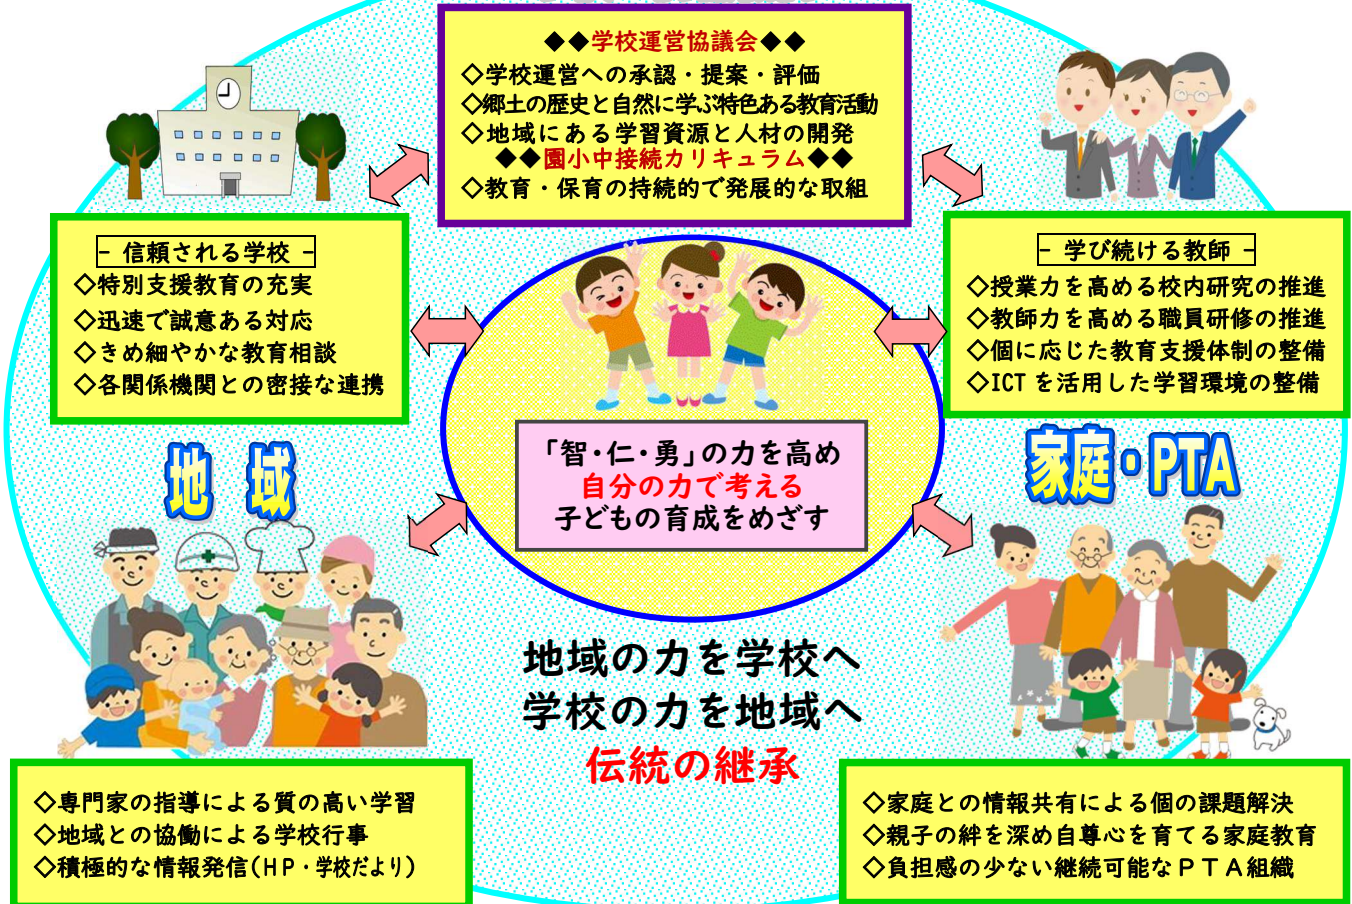 ◆◆学校運営協議会◆◆
◇学校運営への承認・提案・評価
◇郷土の歴史と自然に学ぶ特色ある教育活動
◇地域にある学習資源と人材の開発
◆◆園小中接続カリキュラム◆◆
◇教育・保育の持続的で発展的な取組
- 信頼される学校 -
◇特別支援教育の充実
◇迅速で誠意ある対応
◇きめ細やかな教育相談
◇各関係機関との密接な連携
- 学び続ける教師 -
◇授業力を高める校内研究の推進
◇教師力を高める職員研修の推進
◇個に応じた教育支援体制の整備
◇ICTを活用した学習環境の整備
「智・仁・勇」の力を高め
自分の力で考える
子どもの育成をめざす
地 域
家庭・PTA
地域の力を学校へ
学校の力を地域へ
伝統の継承
◇専門家の指導による質の高い学習
◇地域との協働による学校行事
◇積極的な情報発信(HP・学校だより)
◇家庭との情報共有による個の課題解決
◇親子の絆を深め自尊心を育てる家庭教育
◇負担感の少ない継続可能なPTA組織